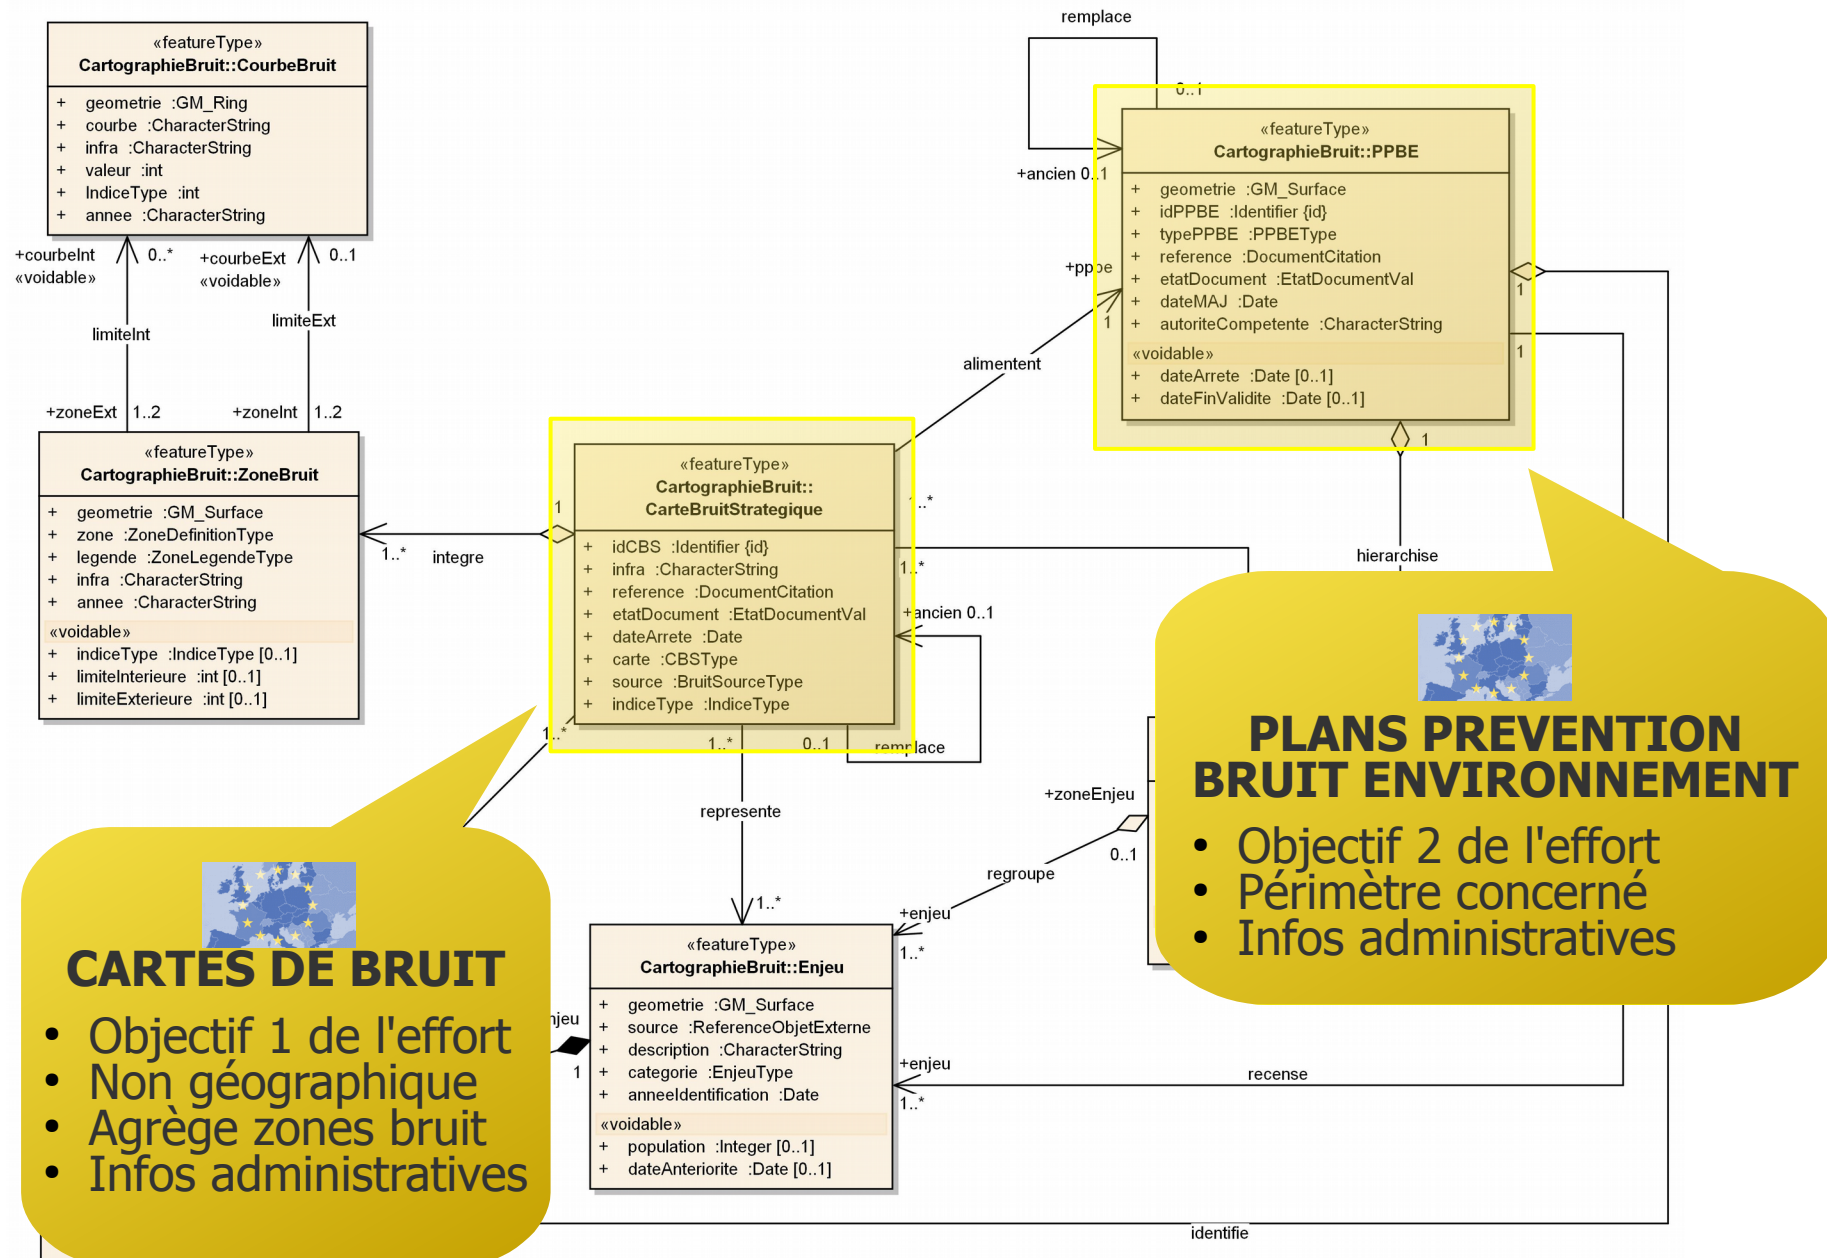 remplace
0..1
+ancien 0..1
«featureType»
CartographieBruit::CourbeBruit
+ geometrie :GM_Ring
+ courbe :CharacterString
+ infra :CharacterString
+ valeur :int
+ IndiceType :int
+ annee :CharacterString
+courbeInt
«voidable»
0..*
+courbeExt
«voidable»
0..1
limiteInt
limiteExt
+zoneExt
1..2
+zoneInt
1..2
«featureType»
CartographieBruit::ZoneBruit
+ geometrie :GM_Surface
+ zone :ZoneDefinitionType
+ legende :ZoneLegendeType
+ infra :CharacterString
+ annee :CharacterString
«voidable»
+ indiceType :IndiceType [0..1]
+ limiteInterieure :int [0..1]
+ limiteExterieure :int [0..1]
«featureType»
CartographieBruit::PPBE
+ geometrie :GM_Surface
+ idPPBE :Identifier {id}
+ typePPBE :PPBEType
+ reference :DocumentCitation
+ etatDocument :EtatDocumentVal
+ dateMAJ :Date
+ autoriteCompetente :CharacterString
«voidable»
+ dateArrete :Date [0..1]
+ dateFinValidite :Date [0..1]
+ppbe
1
1
1
1
alimentent
hierarchise
1..*
1..*
integre
1
«featureType»
CartographieBruit::
CarteBruitStrategique
+ idCBS :Identifier {id}
+ infra :CharacterString
+ reference :DocumentCitation
+ etatDocument :EtatDocumentVal
+ dateArrete :Date
+ carte :CBSType
+ source :BruitSourceType
+ indiceType :IndiceType
1..*
+ancien 0..1
0..1
remplace
1..*
1..*
represente
1..*
+zoneEnjeu
0..1
regroupe
+enjeu
1..*
«featureType»
CartographieBruit::Enjeu
+ geometrie :GM_Surface
+ source :ReferenceObjetExterne
+ description :CharacterString
+ categorie :EnjeuType
+ anneeIdentification :Date
«voidable»
+ population :Integer [0..1]
+ dateAnteriorite :Date [0..1]
njeu
1
+enjeu
1..*
recense
identifie
CARTES DE BRUIT
• Objectif 1 de l'effort
• Non géographique
• Agrège zones bruit
• Infos administratives
PLANS PREVENTION
BRUIT ENVIRONNEMENT
• Objectif 2 de l'effort
• Périmètre concerné
• Infos administratives